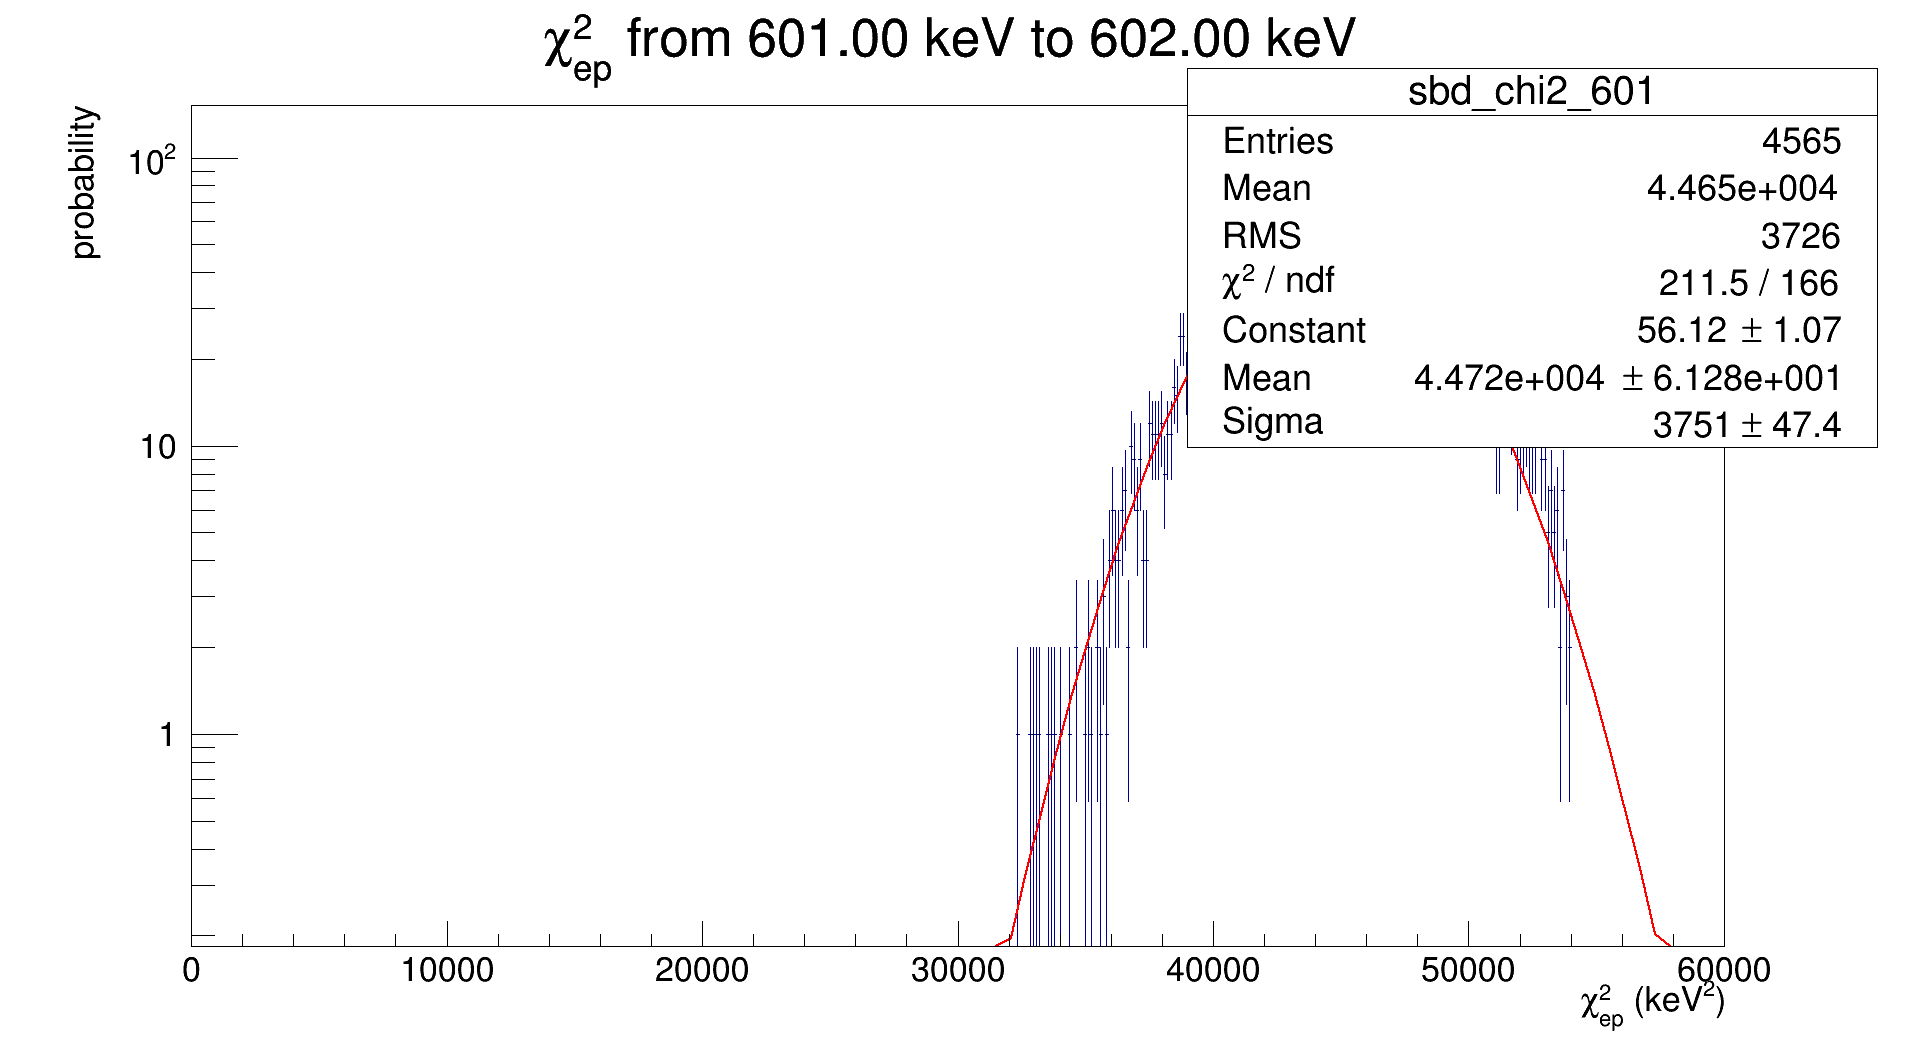 χ²ep from 601.00 keV to 602.00 keV
sbd_chi2_601
Entries 4565
Mean 4.465e+004
RMS 3726
χ² / ndf 211.5 / 166
Constant 56.12 ± 1.07
Mean 4.472e+004 ± 6.128e+001
Sigma 3751 ± 47.4
probability
10²
10
1
0 10000 20000 30000 40000 50000 60000
χ²ep (keV²)